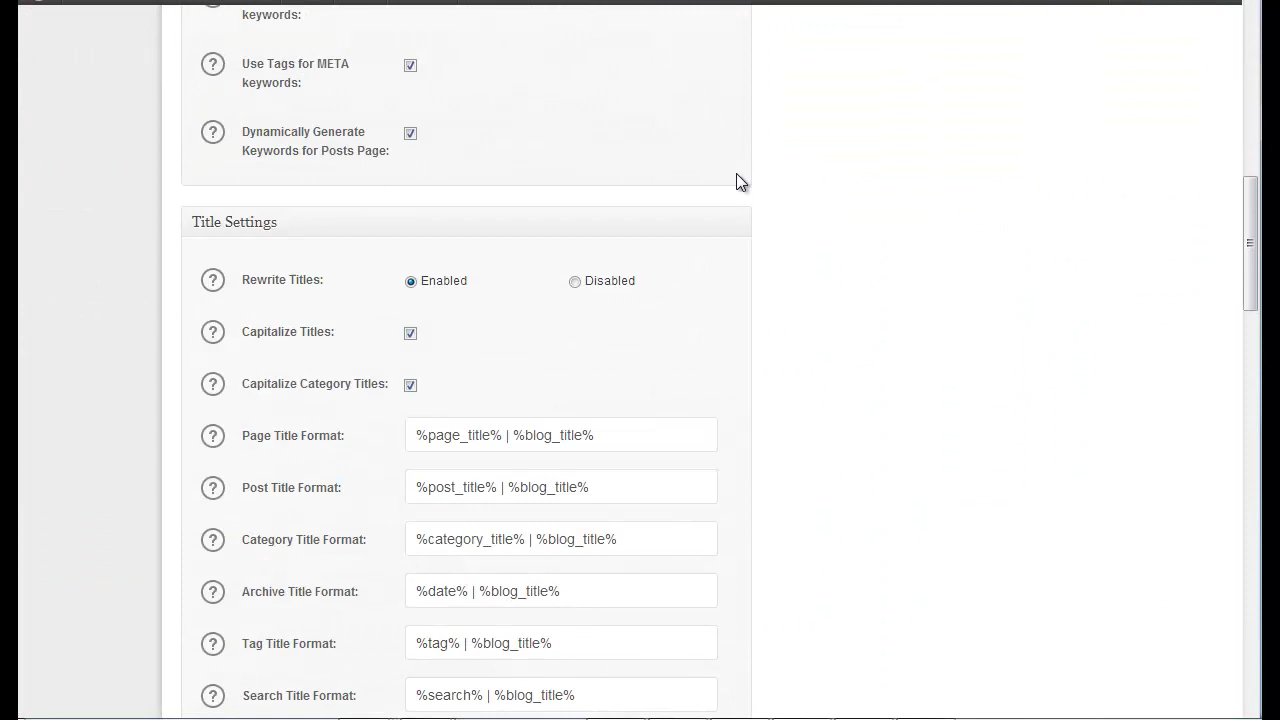 keywords:
? Use Tags for META
keywords:
? Dynamically Generate
Keywords for Posts Page:
Title Settings
? Rewrite Titles: Enabled Disabled
? Capitalize Titles:
? Capitalize Category Titles:
? Page Title Format: %page_title% | %blog_title%
? Post Title Format: %post_title% | %blog_title%
? Category Title Format: %category_title% | %blog_title%
? Archive Title Format: %date% | %blog_title%
? Tag Title Format: %tag% | %blog_title%
? Search Title Format: %search% | %blog_title%